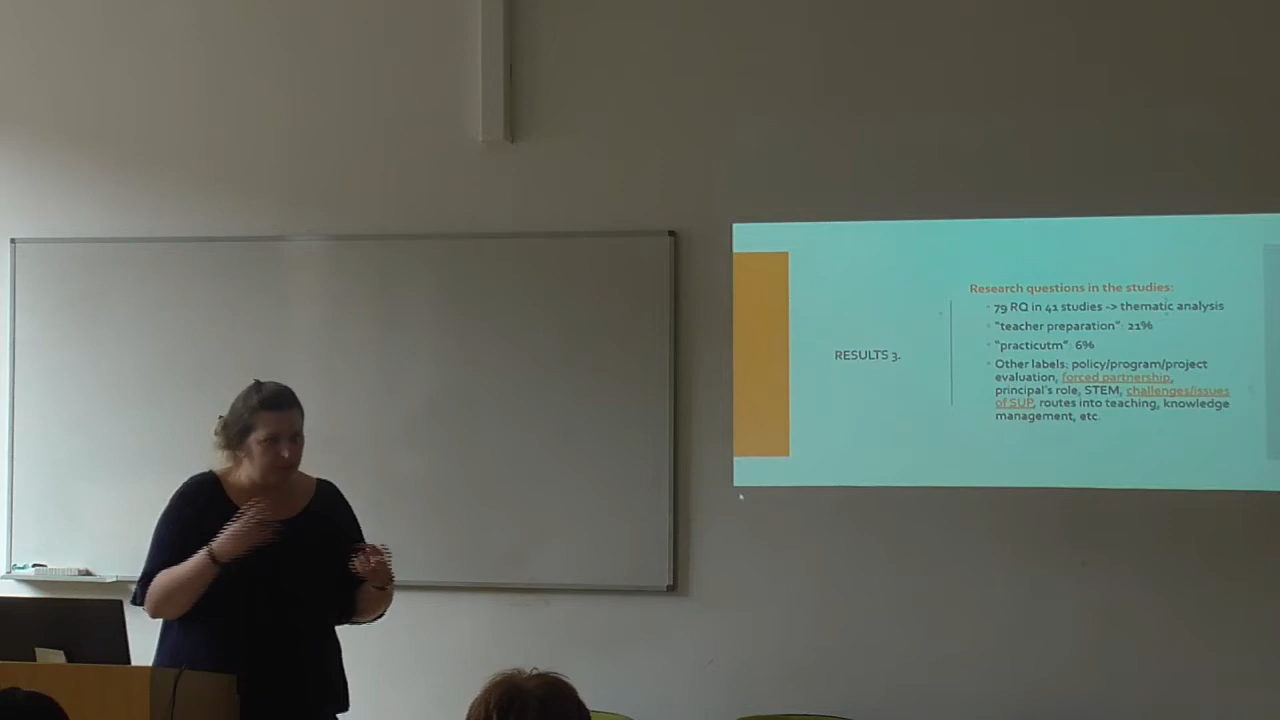 RESULTS 3.
Research questions in the studies:
79 RQ in 41 studies -> thematic analysis
"teacher preparation": 21%
"practicutm": 6%
Other labels: policy/program/project
evaluation, forced partnership,
principal's role, STEM, challenges/issues
of SUP, routes into teaching, knowledge
management, etc.